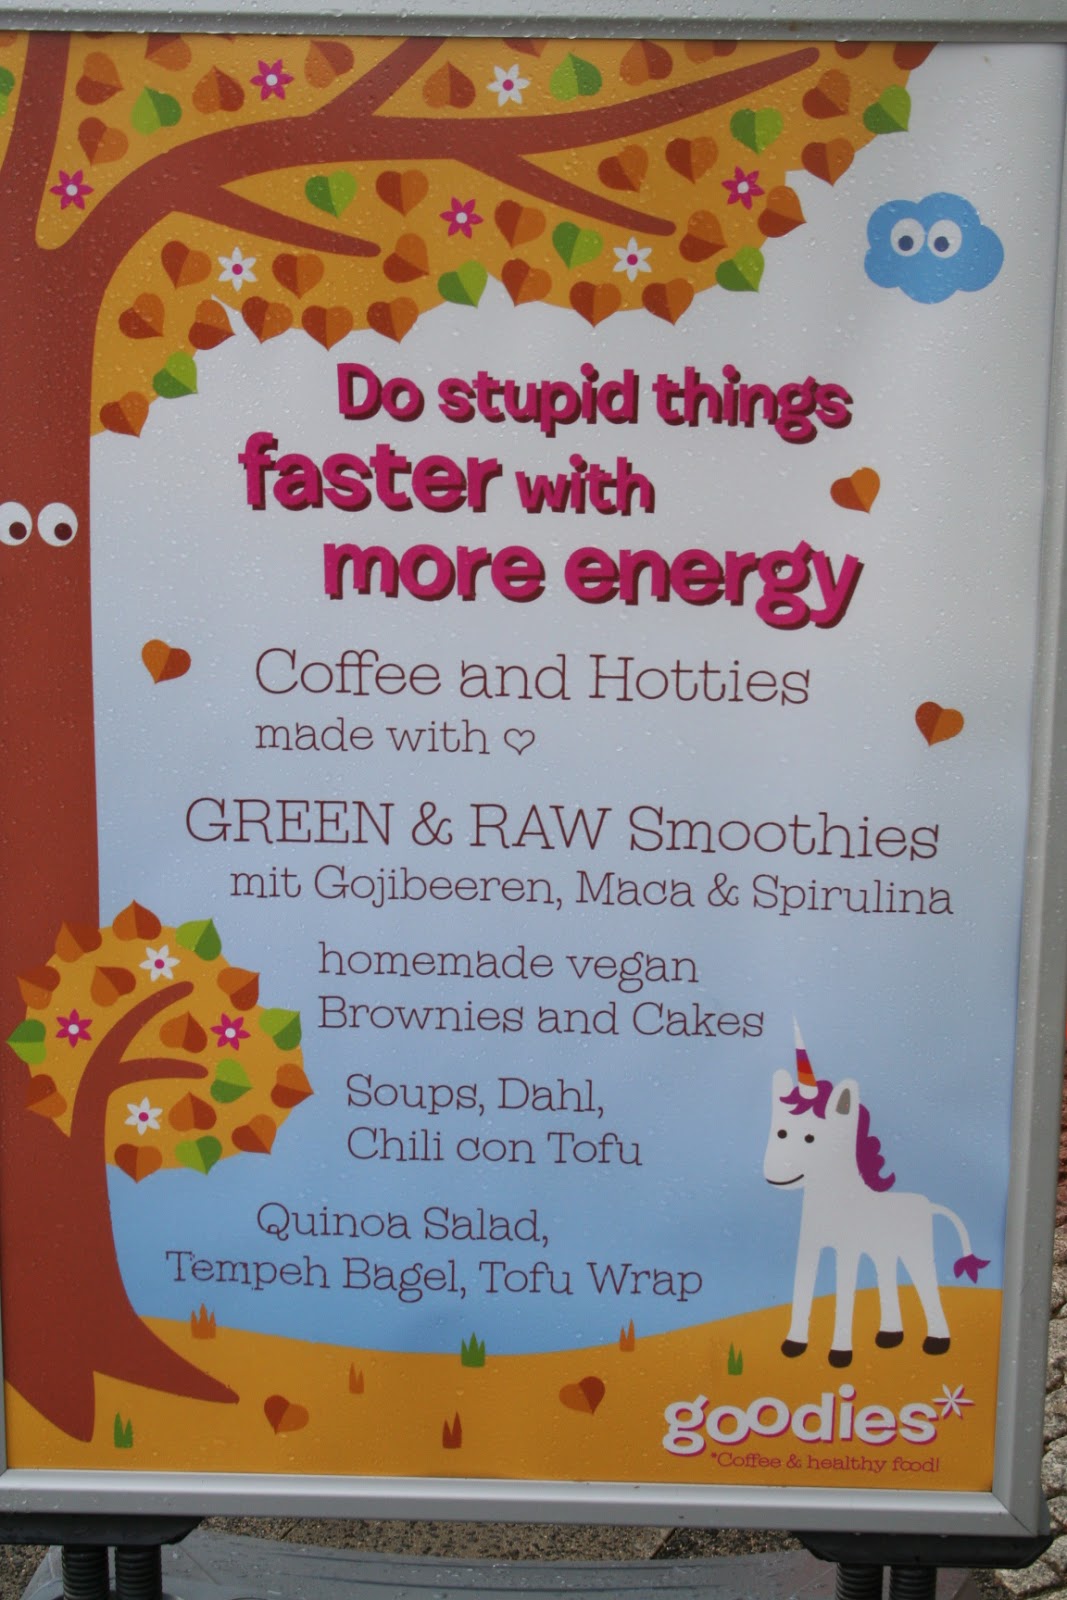 Do stupid things
faster with
more energy
Coffee and Hotties
made with ♡
GREEN & RAW Smoothies
mit Gojibeeren, Maca & Spirulina
homemade vegan
Brownies and Cakes
Soups, Dahl,
Chili con Tofu
Quinoa Salad,
Tempeh Bagel, Tofu Wrap
goodies*
*Coffee & healthy food!